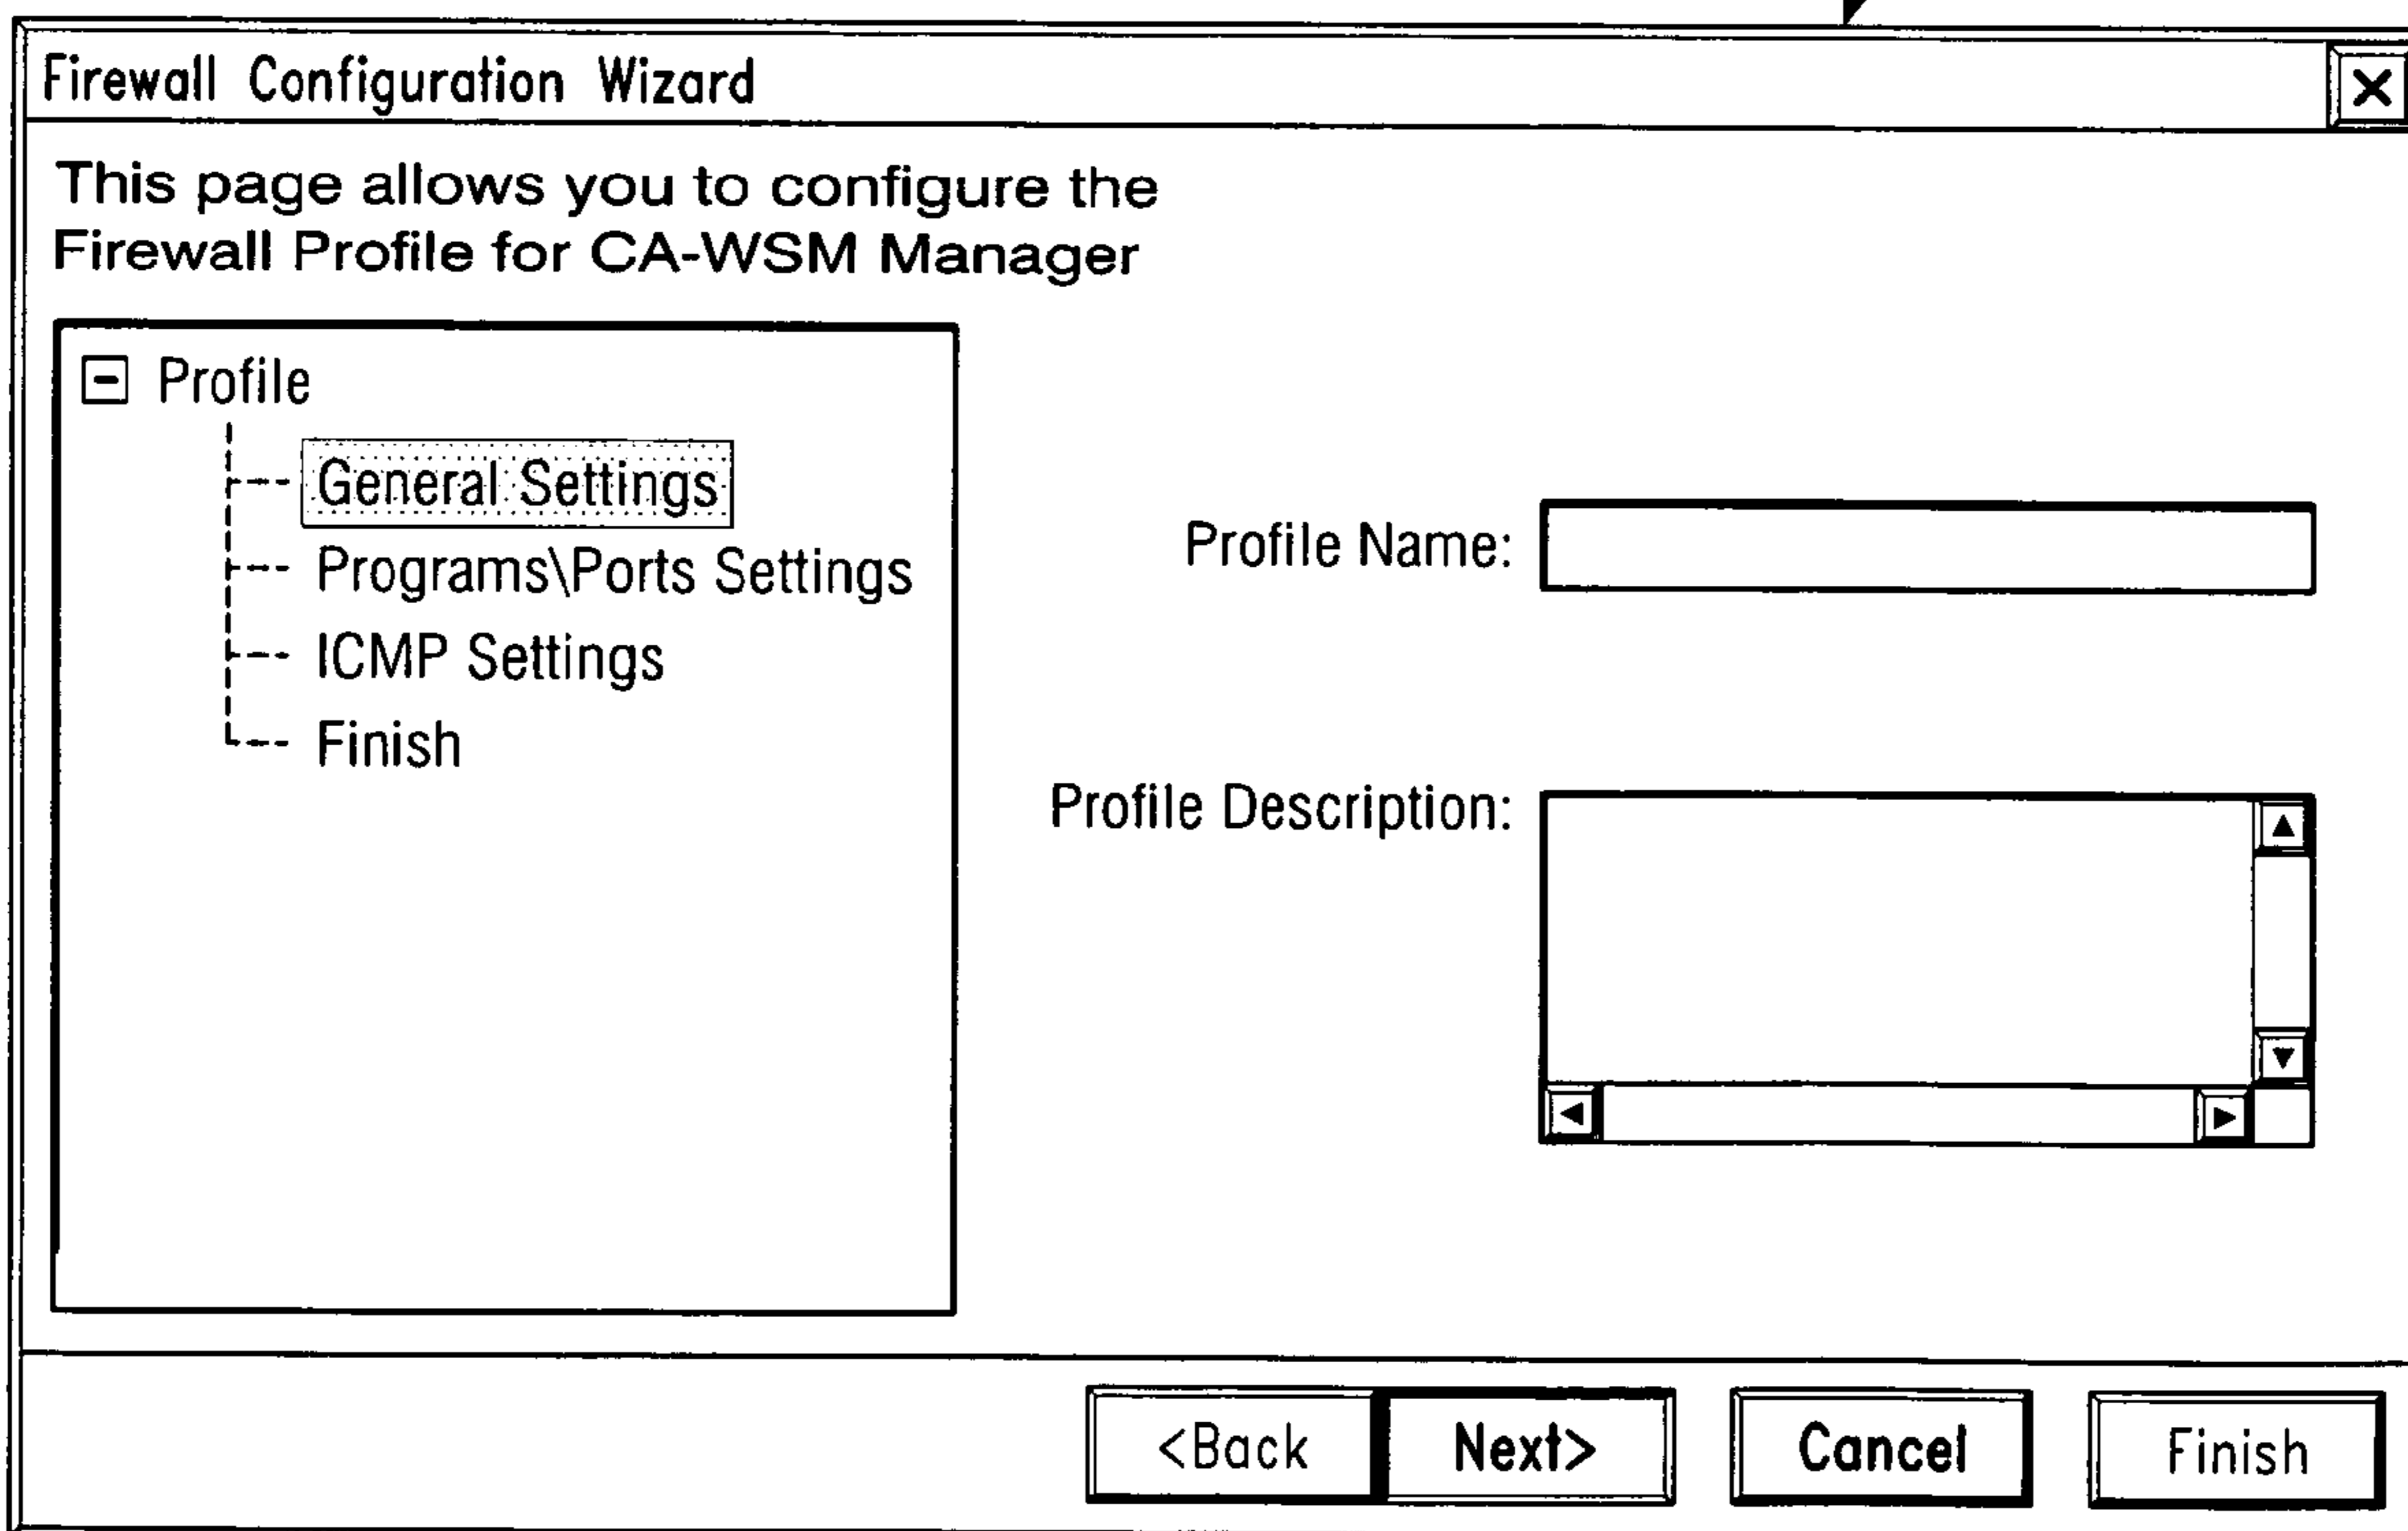 Firewall Configuration Wizard
This page allows you to configure the
Firewall Profile for CA-WSM Manager
Profile
General Settings
Programs\Ports Settings
ICMP Settings
Finish
Profile Name:
Profile Description:
<Back
Next>
Cancel
Finish